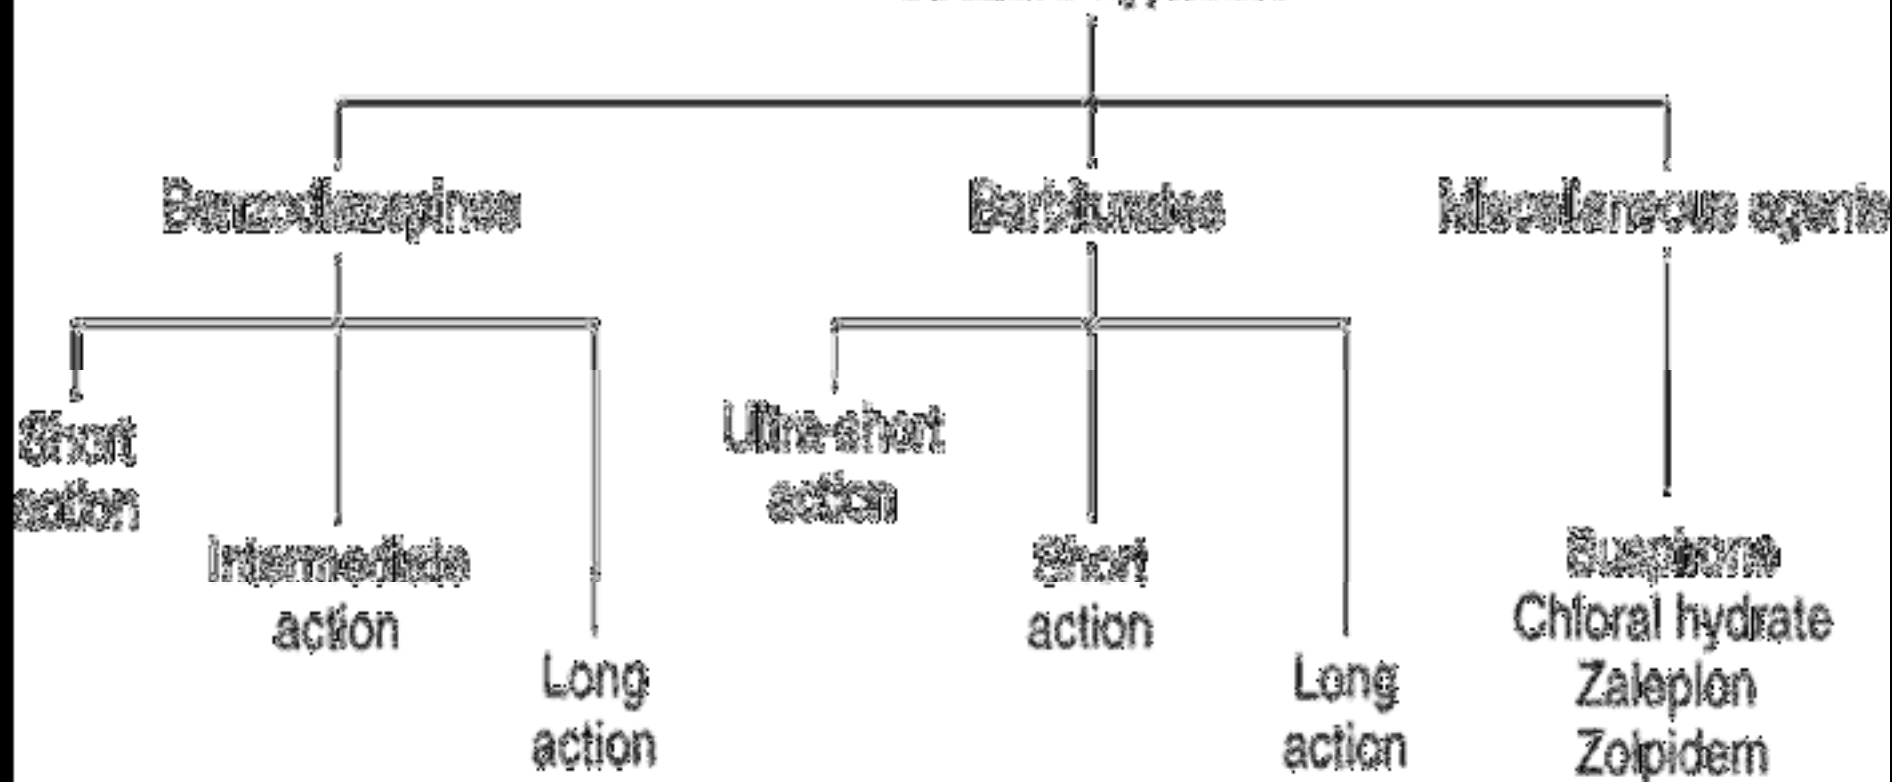 Benzodiazepines
Barbiturates
Miscellaneous agents
Short
action
Intermediate
action
Long
action
Ultra-short
action
Short
action
Long
action
Buspirone
Chloral hydrate
Zaleplon
Zolpidem